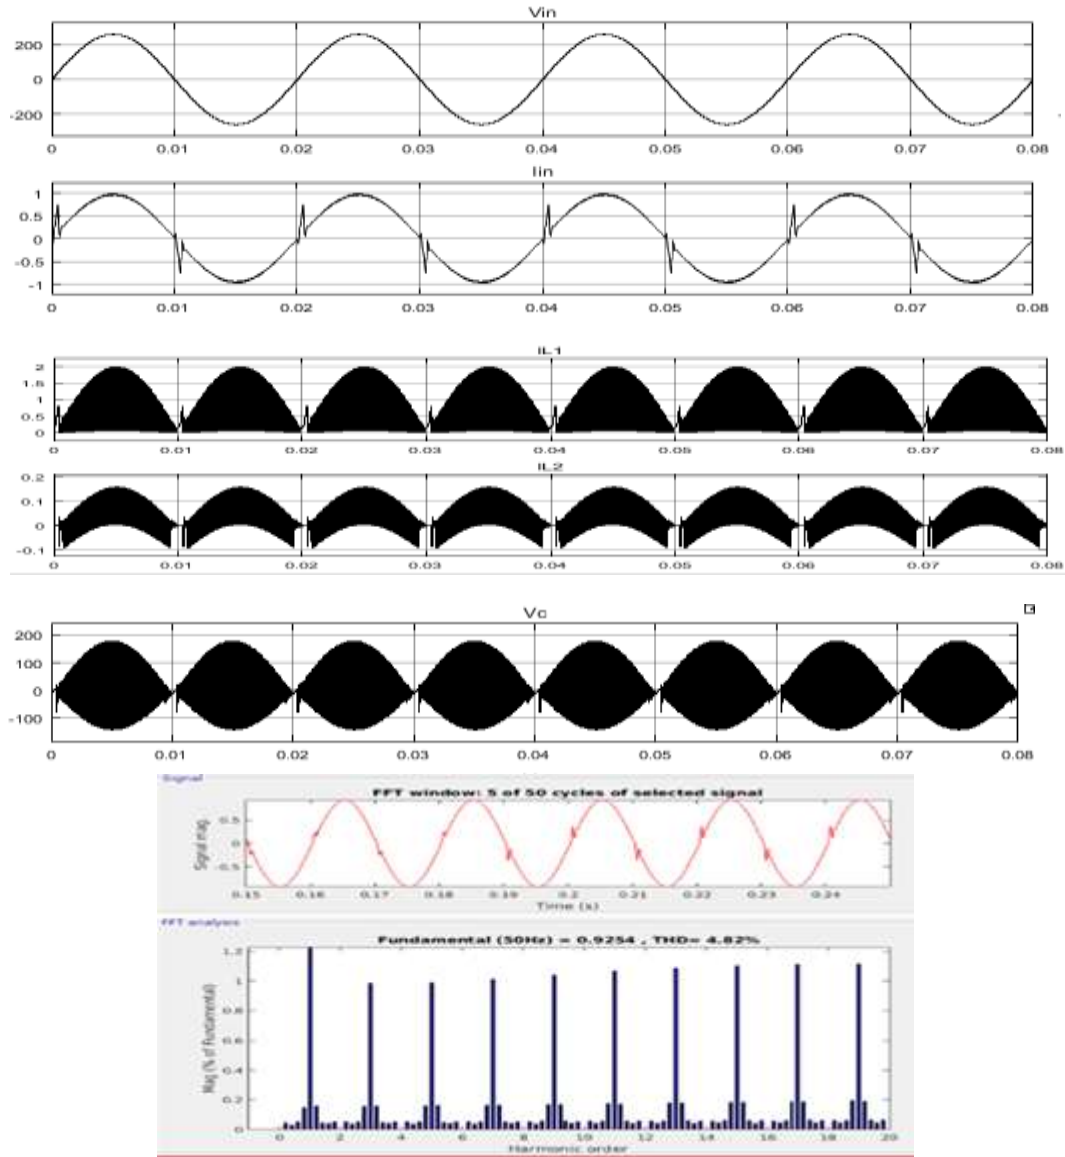 Vin
200
0
-200
0 0.01 0.02 0.03 0.04 0.05 0.06 0.07 0.08
Iin
1
0.5
0
-0.5
-1
0 0.01 0.02 0.03 0.04 0.05 0.06 0.07 0.08
IL1
2
1.5
1
0.5
0
0 0.01 0.02 0.03 0.04 0.05 0.06 0.07 0.08
IL2
0.2
0.1
0
-0.1
0 0.01 0.02 0.03 0.04 0.05 0.06 0.07 0.08
Vc
200
100
0
-100
0 0.01 0.02 0.03 0.04 0.05 0.06 0.07 0.08
Signal
FFT window: 5 of 50 cycles of selected signal
Signal mag.
0.5
0
0.5
0.15 0.16 0.17 0.18 0.19 0.2 0.21 0.22 0.23 0.24
Time (s)
FFT analysis
Fundamental (50Hz) = 0.9254 , THD= 4.82%
Mag (% of Fundamental)
1.2
1
0.8
0.6
0.4
0.2
0
0 2 4 6 8 10 12 14 16 18 20
Harmonic order